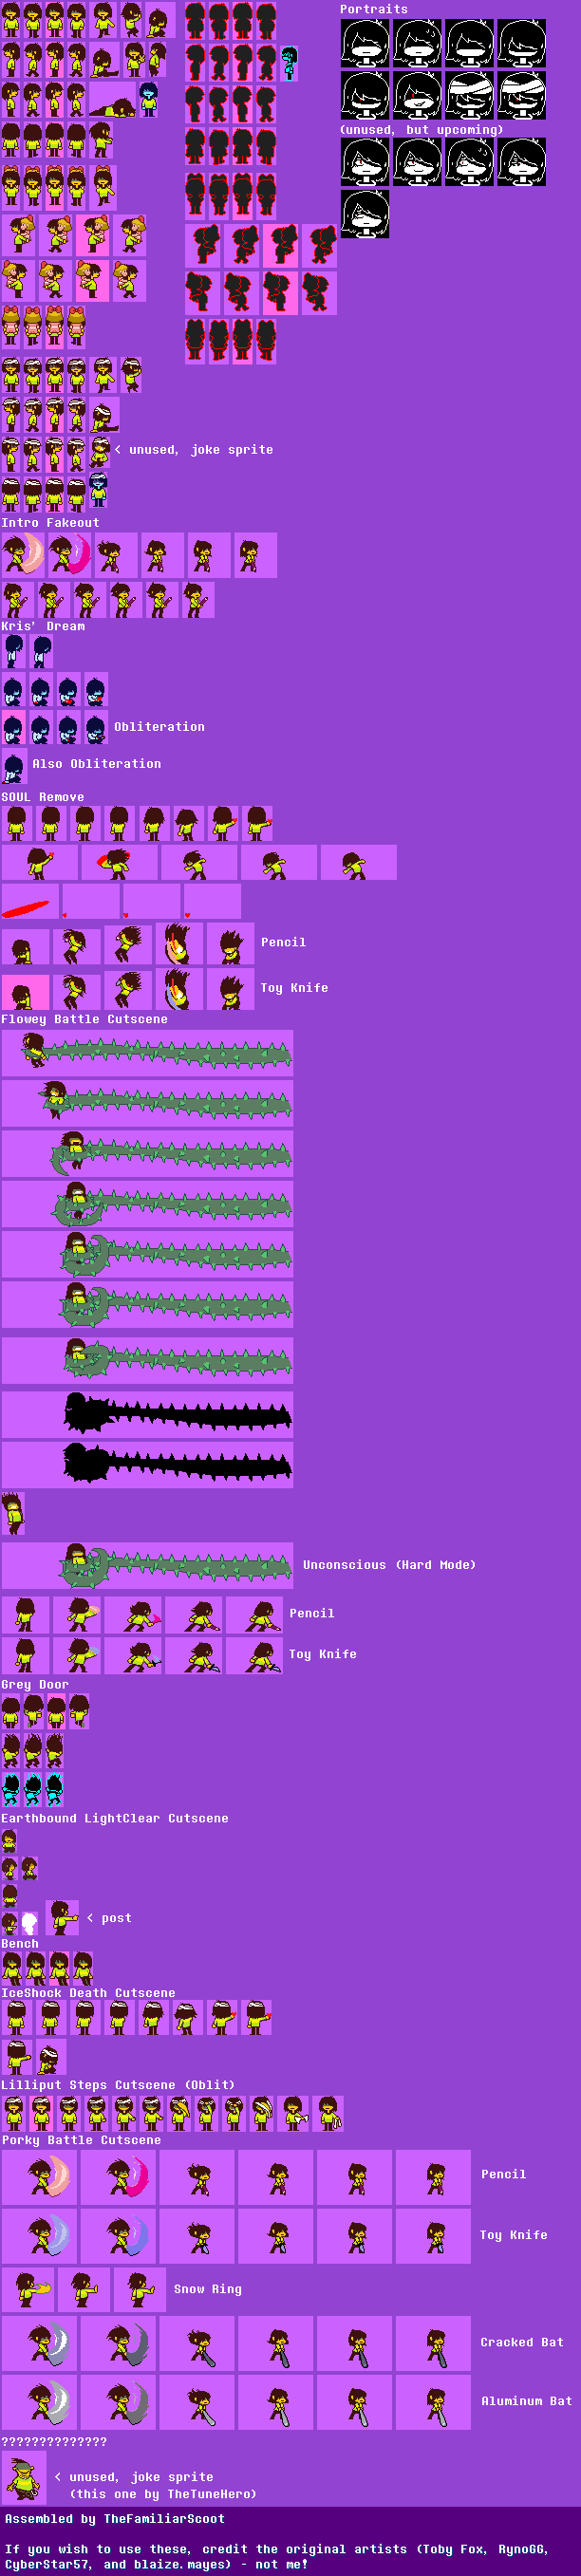 Portraits
(unused, but upcoming)
< unused, joke sprite
Intro Fakeout
Kris' Dream
Obliteration
Also Obliteration
SOUL Remove
Pencil
Toy Knife
Flowey Battle Cutscene
Unconscious (Hard Mode)
Pencil
Toy Knife
Grey Door
Earthbound LightClear Cutscene
< post
Bench
IceShock Death Cutscene
Lilliput Steps Cutscene (Oblit)
Porky Battle Cutscene
Pencil
Toy Knife
Snow Ring
Cracked Bat
Aluminum Bat
??????????????
< unused, joke sprite
(this one by TheTuneHero)
Assembled by TheFamiliarScoot
If you wish to use these, credit the original artists (Toby Fox, RynoGG,
CyberStar57, and blaize.mayes) - not me!